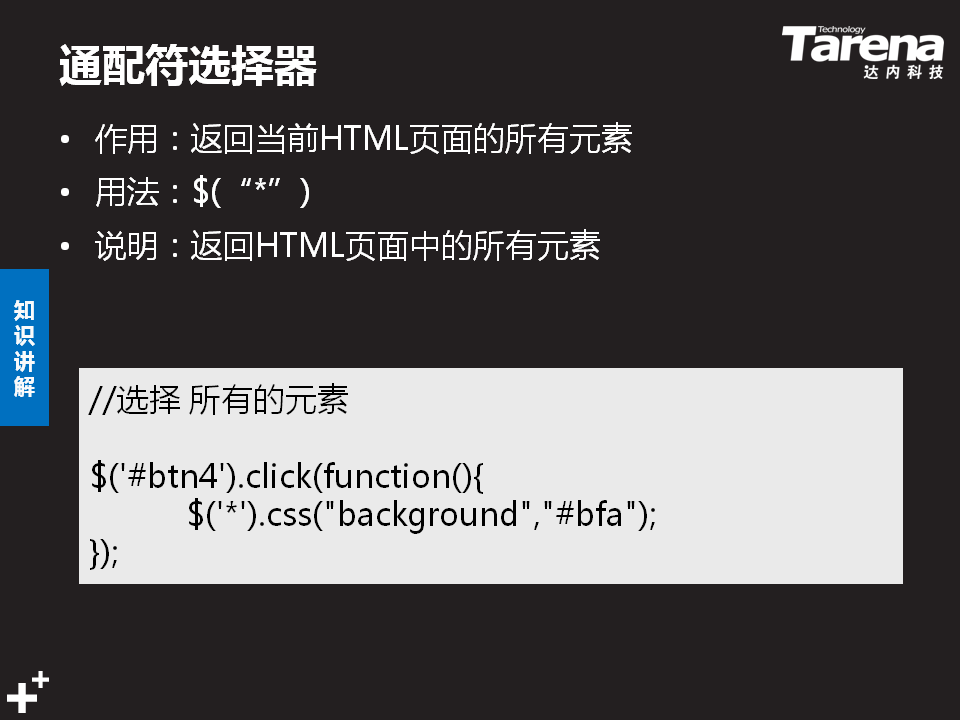 通配符选择器
Technology
Tarena
达内科技
• 作用：返回当前HTML页面的所有元素
• 用法：$(“*”)
• 说明：返回HTML页面中的所有元素
知识讲解
//选择 所有的元素
$('#btn4').click(function(){
$('*').css("background","#bfa");
});